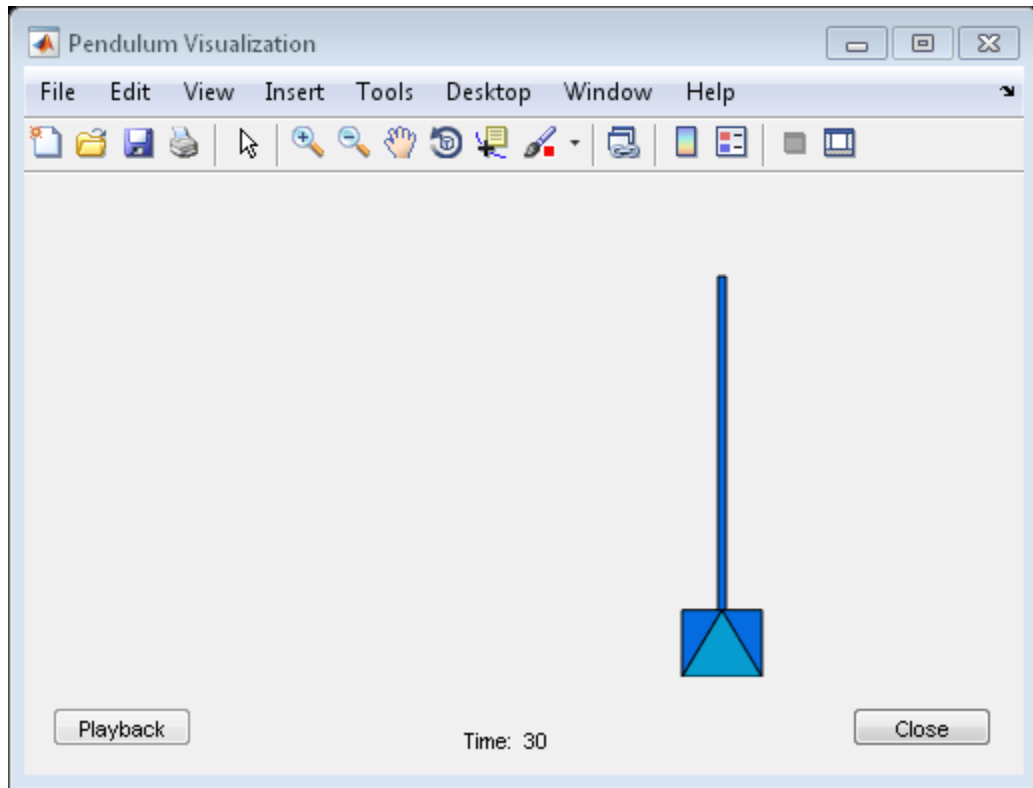 Pendulum Visualization
File Edit View Insert Tools Desktop Window Help
Playback
Time: 30
Close